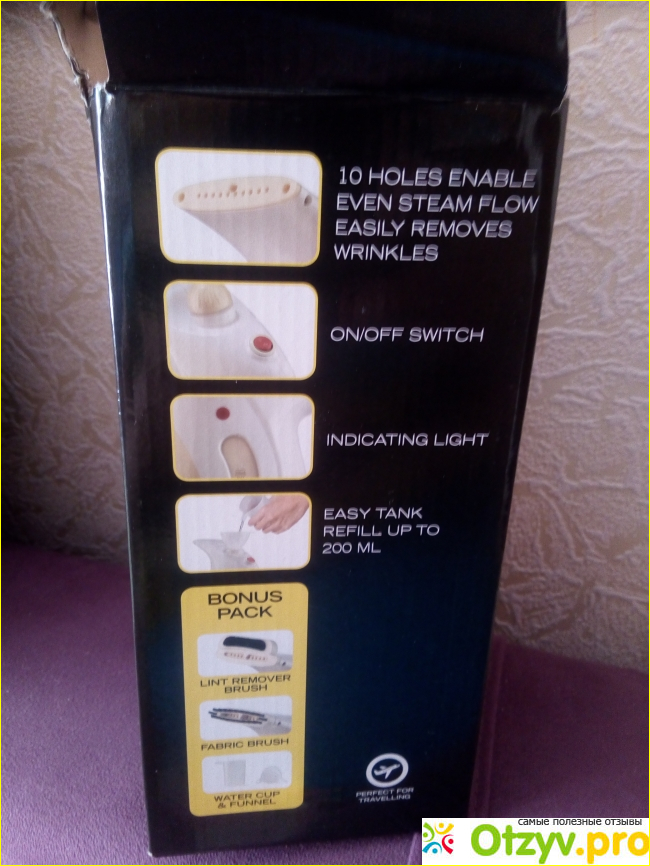 10 HOLES ENABLE
EVEN STEAM FLOW
EASILY REMOVES
WRINKLES
ON/OFF SWITCH
INDICATING LIGHT
EASY TANK
REFILL UP TO
200 ML
BONUS
PACK
LINT REMOVER
BRUSH
FABRIC BRUSH
WATER CUP
& FUNNEL
PERFECT FOR
TRAVELLING
самые полезные отзывы
Otzyv.pro